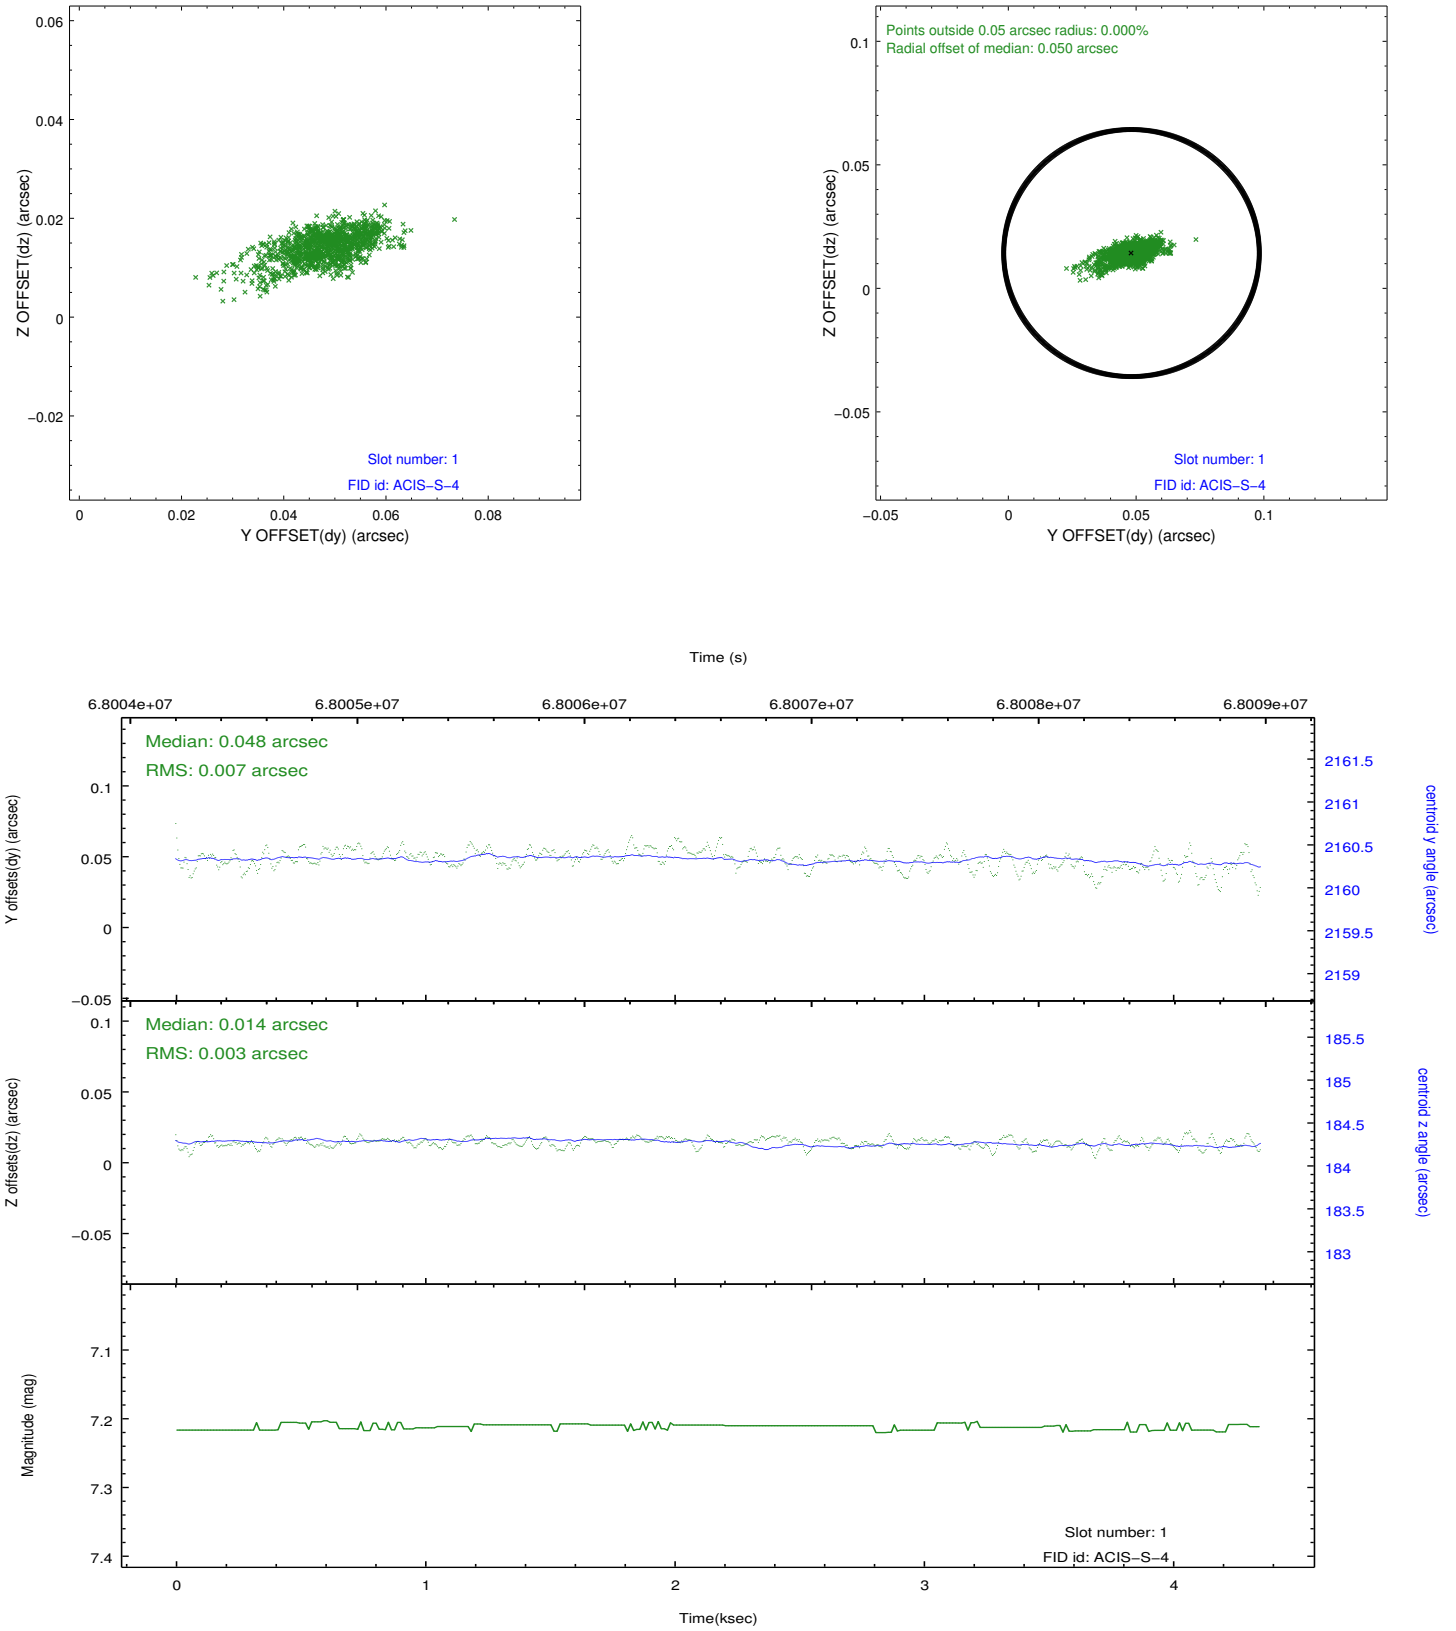 0.06
0.04
0.02
0
−0.02
Z OFFSET(dz) (arcsec)
Slot number: 1
FID id: ACIS−S−4
0
0.02
0.04
0.06
0.08
Y OFFSET(dy) (arcsec)
Points outside 0.05 arcsec radius: 0.000%
Radial offset of median: 0.050 arcsec
0.1
0.05
0
−0.05
Z OFFSET(dz) (arcsec)
Slot number: 1
FID id: ACIS−S−4
−0.05
0
0.05
0.1
Y OFFSET(dy) (arcsec)
Time (s)
6.8004e+07
6.8005e+07
6.8006e+07
6.8007e+07
6.8008e+07
6.8009e+07
Median: 0.048 arcsec
RMS: 0.007 arcsec
0.1
0.05
0
−0.05
Y offsets(dy) (arcsec)
2161.5
2161
2160.5
2160
2159.5
2159
centroid y angle (arcsec)
Median: 0.014 arcsec
RMS: 0.003 arcsec
0.1
0.05
0
−0.05
Z offsets(dz) (arcsec)
185.5
185
184.5
184
183.5
183
centroid z angle (arcsec)
7.1
7.2
7.3
7.4
Magnitude (mag)
Slot number: 1
FID id: ACIS−S−4
0
1
2
3
4
Time(ksec)